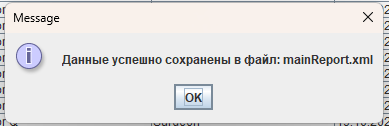 Message
Данные успешно сохранены в файл: mainReport.xml
OK